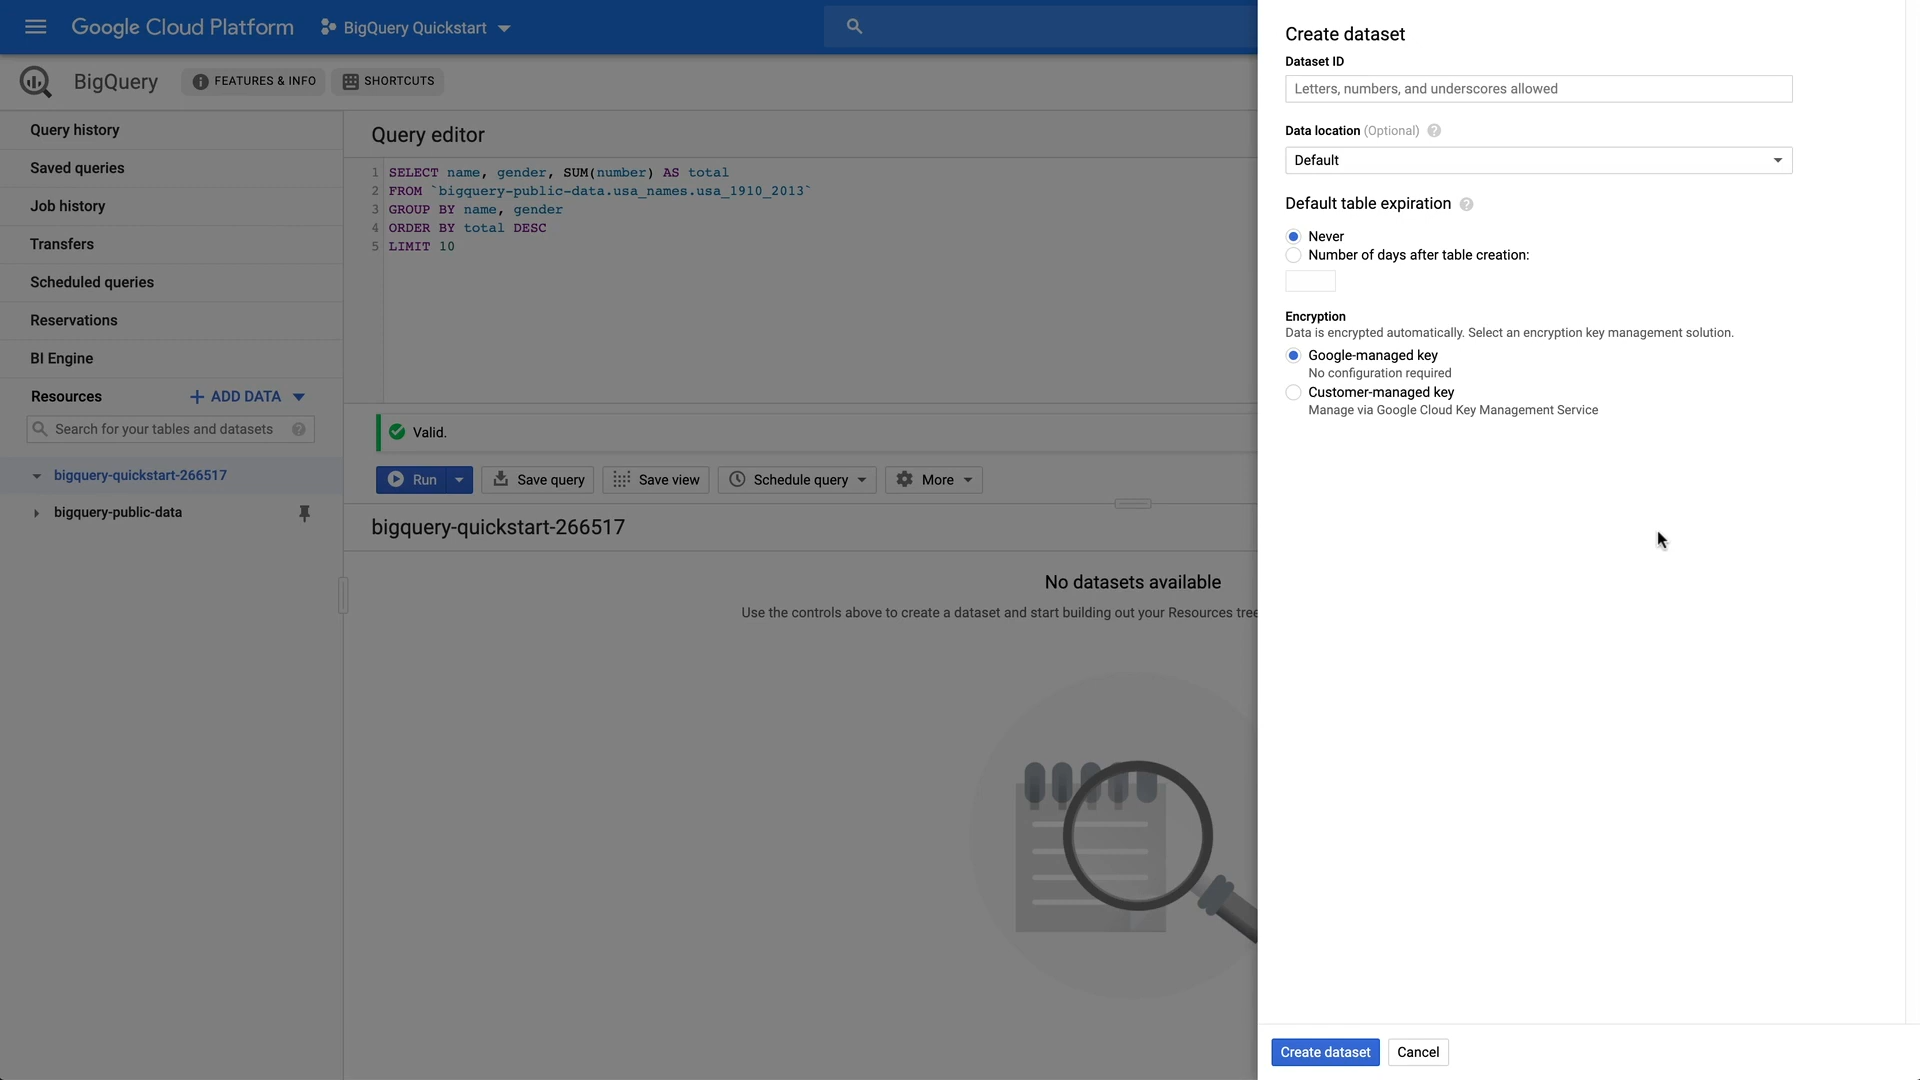 Google Cloud Platform
BigQuery Quickstart
BigQuery
FEATURES & INFO
SHORTCUTS
Query history
Saved queries
Job history
Transfers
Scheduled queries
Reservations
BI Engine
Resources
ADD DATA
Search for your tables and datasets
bigquery-quickstart-266517
bigquery-public-data
Query editor
1 SELECT name, gender, SUM(number) AS total
2 FROM `bigquery-public-data.usa_names.usa_1910_2013`
3 GROUP BY name, gender
4 ORDER BY total DESC
5 LIMIT 10
Valid.
Run
Save query
Save view
Schedule query
More
bigquery-quickstart-266517
No datasets available
Use the controls above to create a dataset and start building out your Resources tree
Create dataset
Dataset ID
Letters, numbers, and underscores allowed
Data location (Optional)
Default
Default table expiration
Never
Number of days after table creation:
Encryption
Data is encrypted automatically. Select an encryption key management solution.
Google-managed key
No configuration required
Customer-managed key
Manage via Google Cloud Key Management Service
Create dataset
Cancel